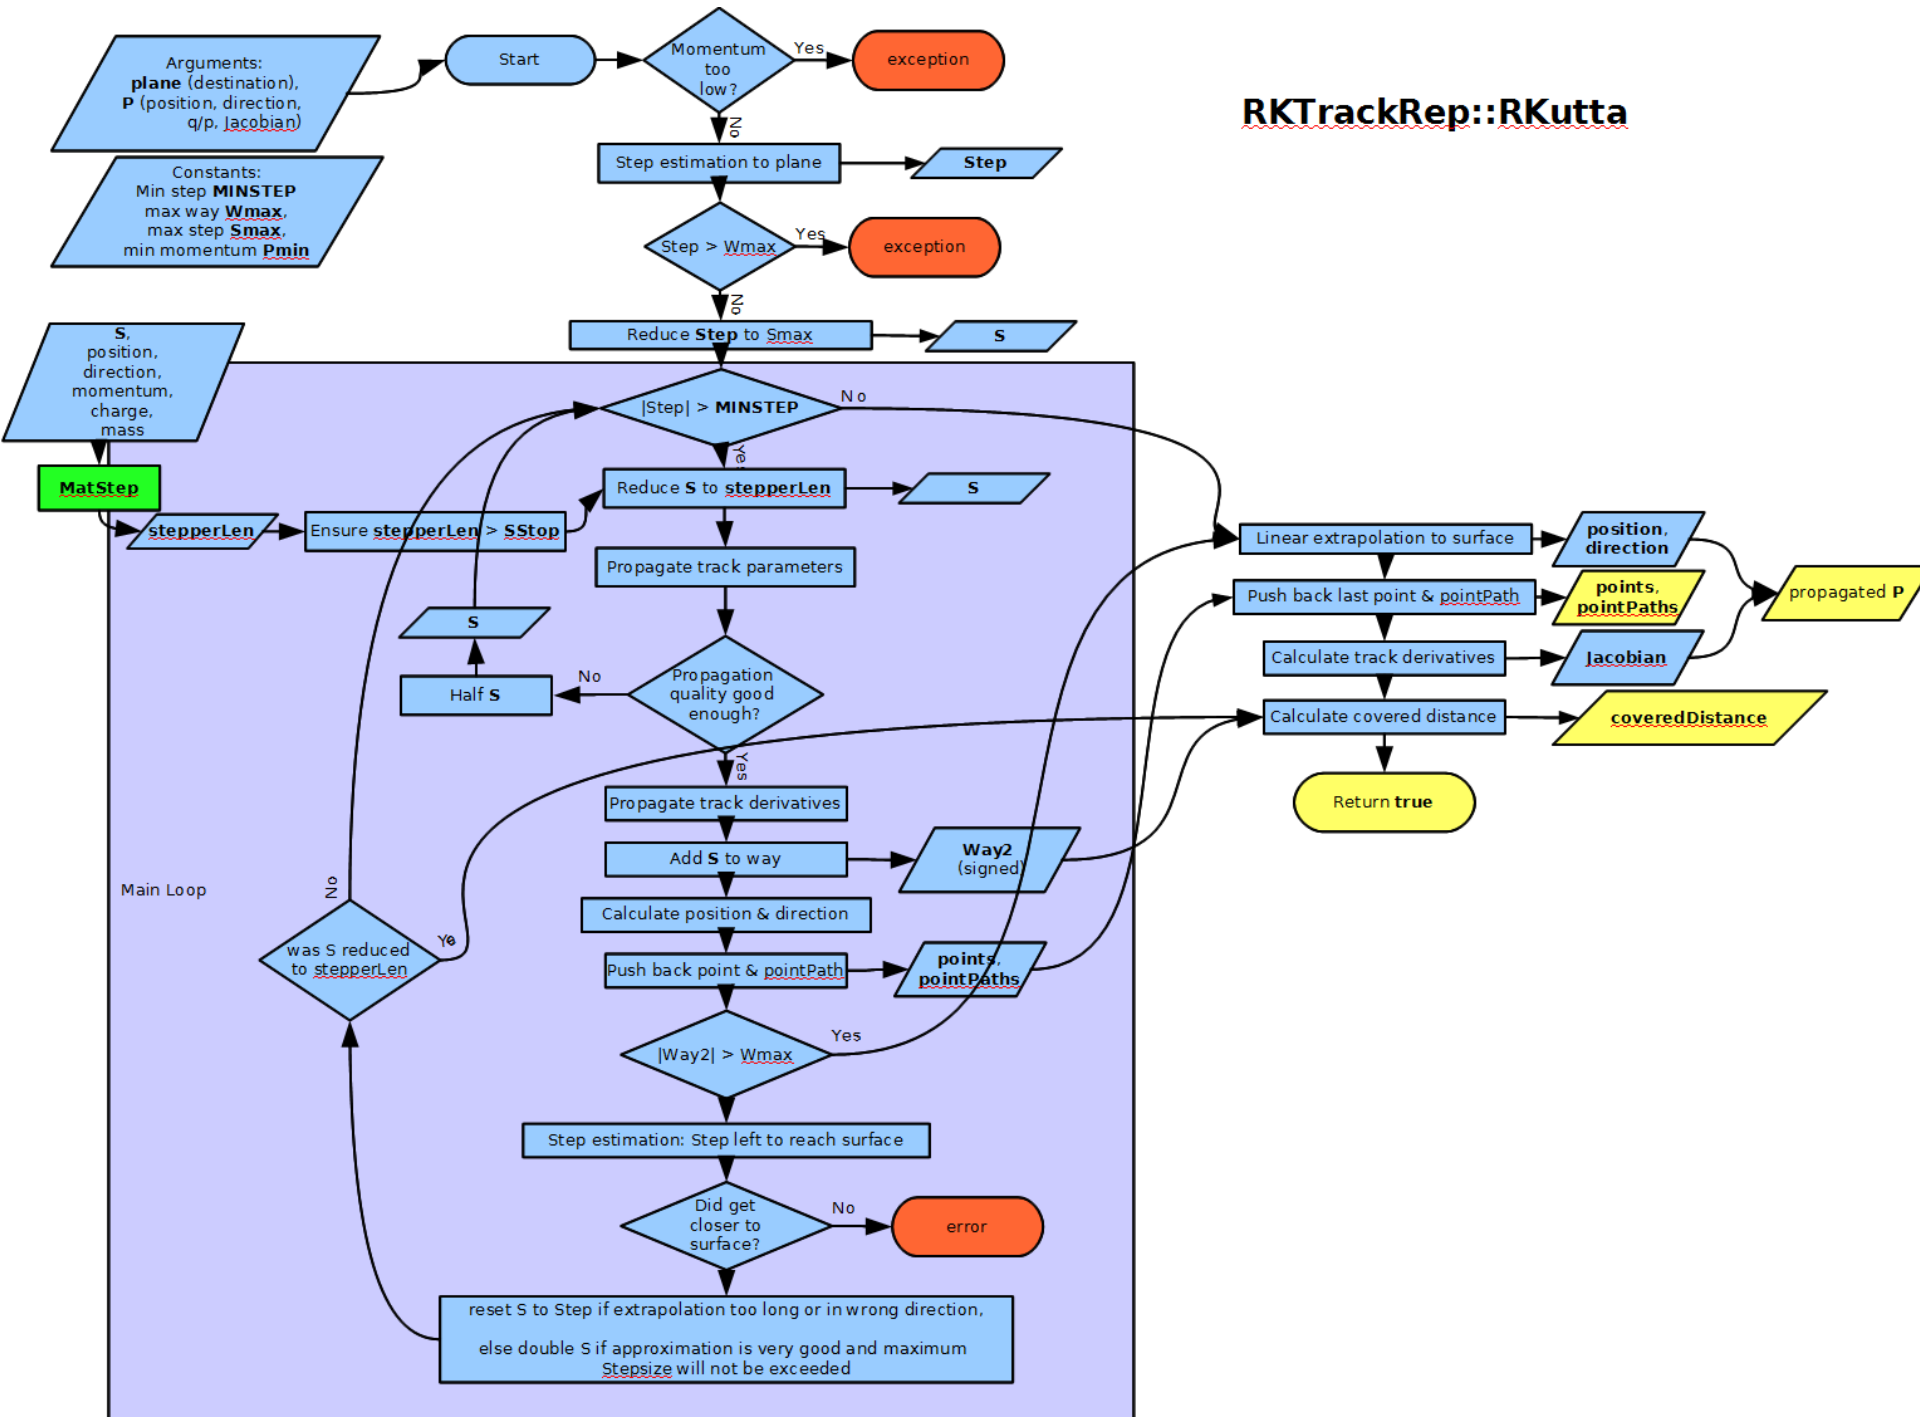 RKTrackRep::RKutta
Arguments:
plane (destination),
P (position, direction,
q/p, Jacobian)
Constants:
Min step MINSTEP
max way Wmax,
max step Smax,
min momentum Pmin
Start
Momentum
too
low?
Yes
exception
No
Step estimation to plane
Step
Step > Wmax
Yes
exception
No
Reduce Step to Smax
S
S,
position,
direction,
momentum,
charge,
mass
MatStep
stepperLen
Ensure stepperLen > SStop
|Step| > MINSTEP
No
Yes
Reduce S to stepperLen
S
Propagate track parameters
Propagation
quality good
enough?
No
Half S
S
Yes
Propagate track derivatives
Add S to way
Way2
(signed)
Calculate position & direction
Push back point & pointPath
points,
pointPaths
|Way2| > Wmax
Yes
Step estimation: Step left to reach surface
Did get
closer to
surface?
No
error
reset S to Step if extrapolation too long or in wrong direction,
else double S if approximation is very good and maximum
Stepsize will not be exceeded
Main Loop
was S reduced
to stepperLen
No
Ye
Linear extrapolation to surface
position,
direction
Push back last point & pointPath
points,
pointPaths
propagated P
Calculate track derivatives
Jacobian
Calculate covered distance
coveredDistance
Return true